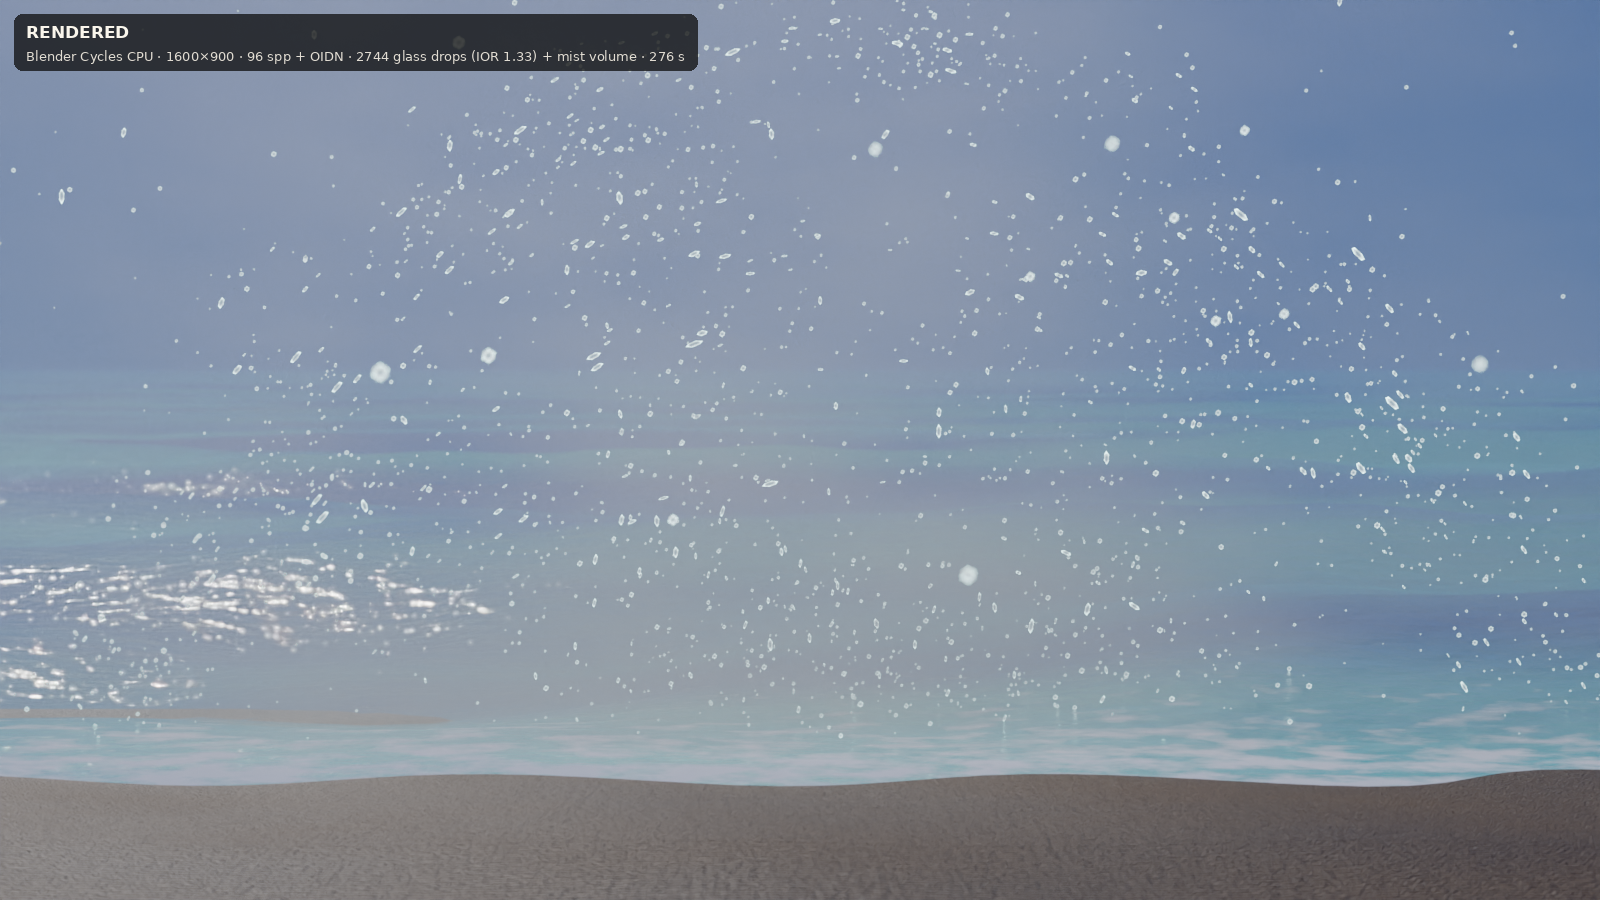 RENDERED
Blender Cycles CPU · 1600×900 · 96 spp + OIDN · 2744 glass drops (IOR 1.33) + mist volume · 276 s